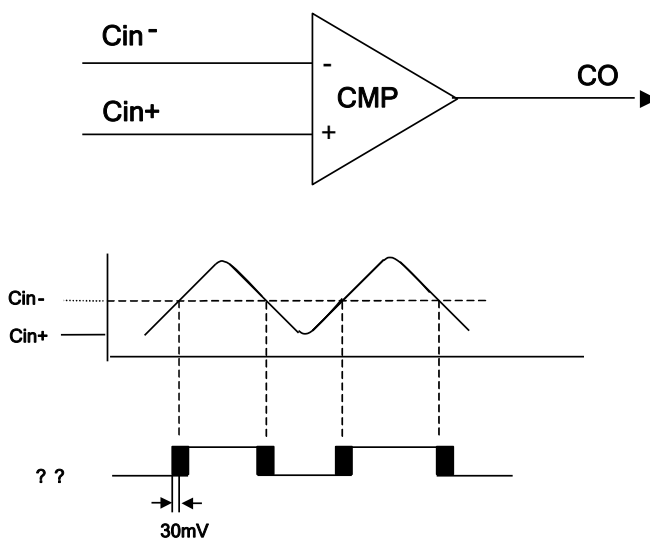 Cin -
-
CMP
CO
Cin+
+
Cin-
Cin+
? ?
30mV